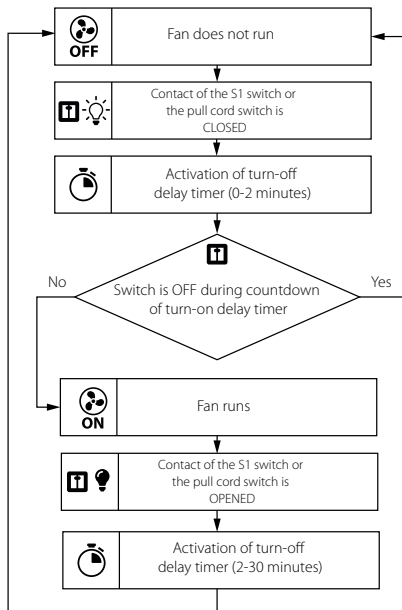 OFF
Fan does not run
Contact of the S1 switch or
the pull cord switch is
CLOSED
Activation of turn-off
delay timer (0-2 minutes)
No
Yes
Switch is OFF during countdown
of turn-on delay timer
ON
Fan runs
Contact of the S1 switch or
the pull cord switch is
OPENED
Activation of turn-off
delay timer (2-30 minutes)